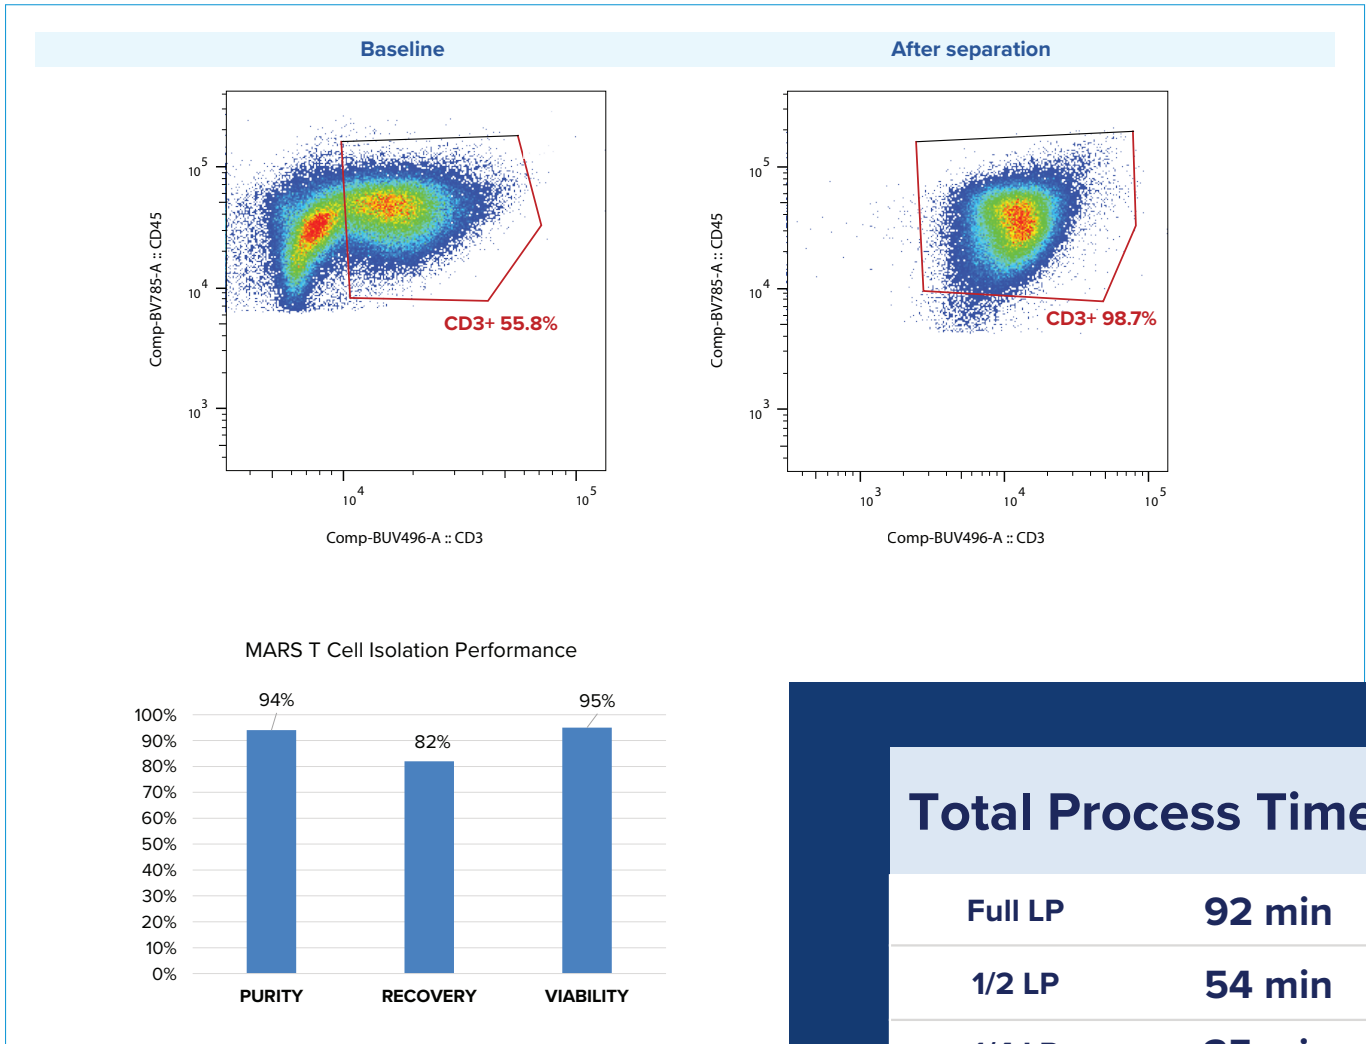 Baseline
After separation
10^5
10^4
10^3
Comp-BV785-A :: CD45
CD3+ 55.8%
10^4
10^5
Comp-BUV496-A :: CD3
10^5
10^4
10^3
Comp-BV785-A :: CD45
CD3+ 98.7%
10^3
10^4
10^5
Comp-BUV496-A :: CD3
MARS T Cell Isolation Performance
94%
82%
95%
100%
90%
80%
70%
60%
50%
40%
30%
20%
10%
0%
PURITY
RECOVERY
VIABILITY
Total Process Time
Full LP
92 min
1/2 LP
54 min